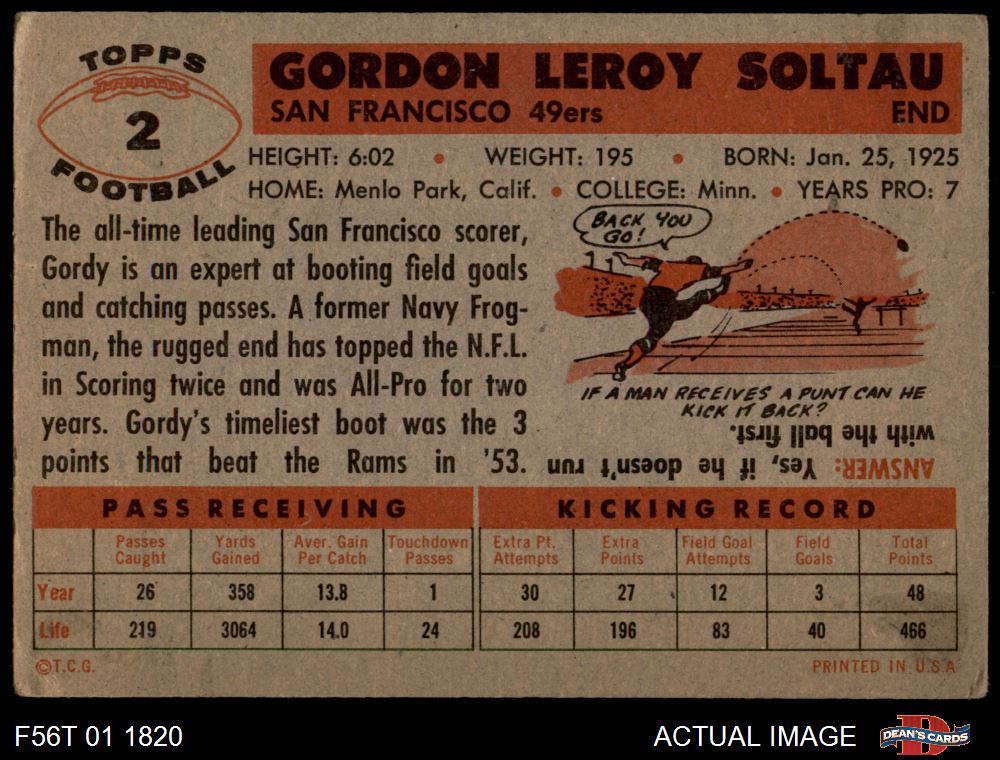 TOPPS
2
FOOTBALL
GORDON LEROY SOLTAU
SAN FRANCISCO 49ers END
HEIGHT: 6:02 • WEIGHT: 195 • BORN: Jan. 25, 1925
HOME: Menlo Park, Calif. • COLLEGE: Minn. • YEARS PRO: 7
The all-time leading San Francisco scorer,
Gordy is an expert at booting field goals
and catching passes. A former Navy Frog-
man, the rugged end has topped the N.F.L.
in Scoring twice and was All-Pro for two
years. Gordy's timeliest boot was the 3
points that beat the Rams in '53.
BACK YOU
GO!
IF A MAN RECEIVES A PUNT CAN HE
KICK IT BACK?
ANSWER: Yes, if he doesn't run
with the ball first.
PASS RECEIVING
Passes Caught Yards Gained Aver. Gain Per Catch Touchdown Passes
Year 26 358 13.8 1
Life 219 3064 14.0 24
KICKING RECORD
Extra Pt. Attempts Extra Points Field Goal Attempts Field Goals Total Points
30 27 12 3 48
208 196 83 40 466
©T.C.G. PRINTED IN U.S.A
F56T 01 1820 ACTUAL IMAGE D DEAN'S CARDS